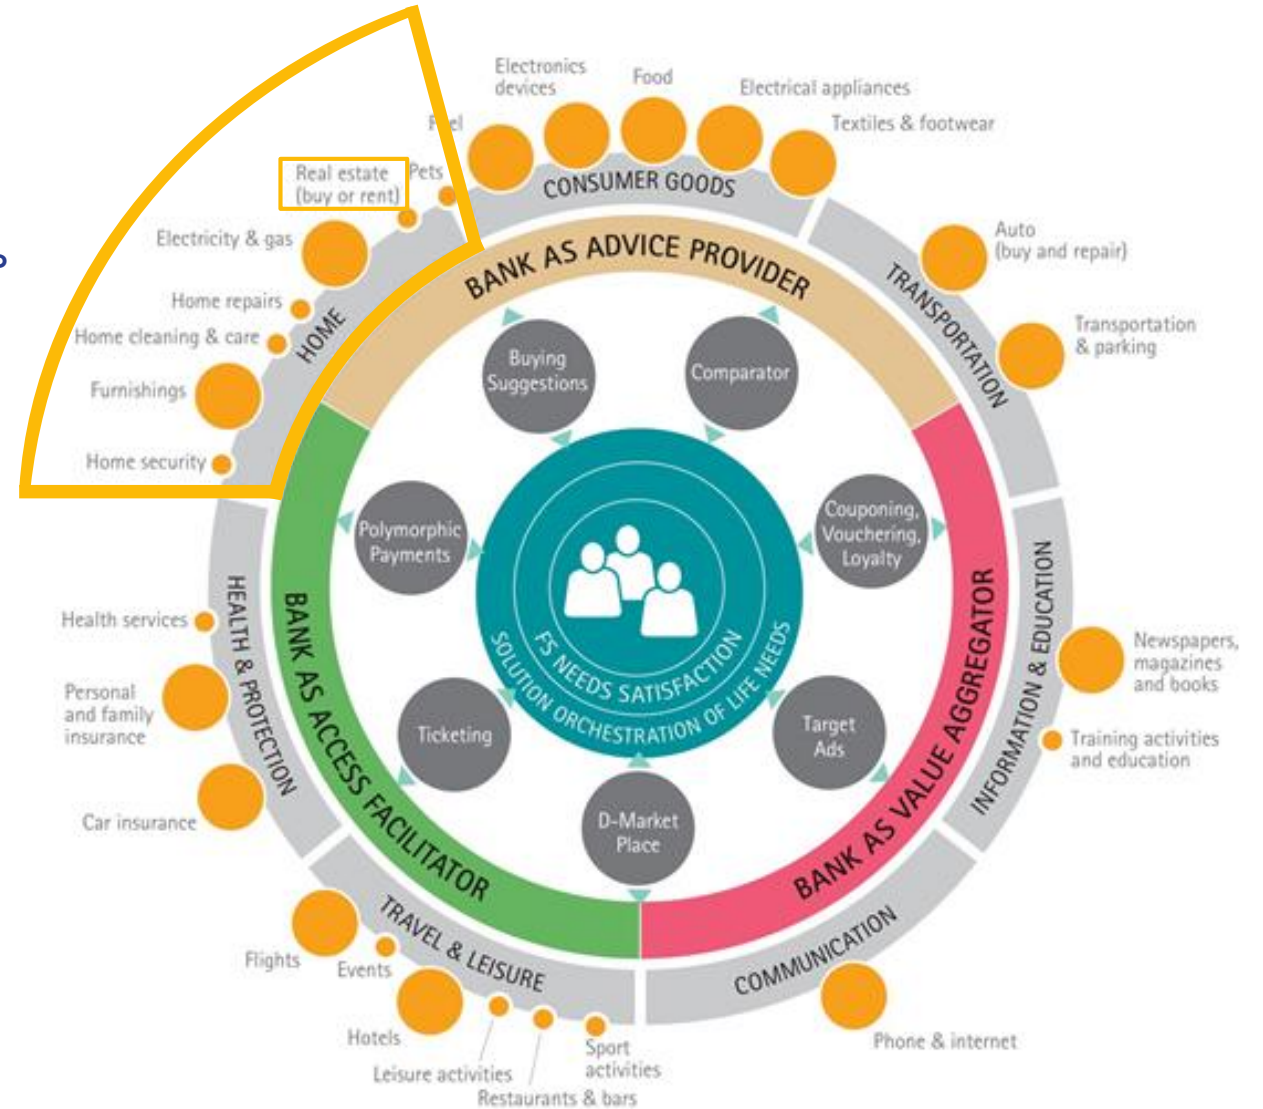 Electronics
devices
Food
Electrical appliances
Textiles & footwear
CONSUMER GOODS
Pets
Real estate
(buy or rent)
Electricity & gas
Home repairs
Home cleaning & care
Furnishings
Home security
HOME
Auto
(buy and repair)
Transportation
& parking
TRANSPORTATION
Newspapers,
magazines
and books
Training activities
and education
INFORMATION & EDUCATION
Phone & internet
COMMUNICATION
TRAVEL & LEISURE
Flights
Events
Hotels
Leisure activities
Restaurants & bars
Sport
activities
HEALTH & PROTECTION
Health services
Personal
and family
insurance
Car insurance
BANK AS ADVICE PROVIDER
BANK AS VALUE AGGREGATOR
BANK AS ACCESS FACILITATOR
Buying
Suggestions
Comparator
Couponing,
Vouchering,
Loyalty
Target
Ads
D-Market
Place
Ticketing
Polymorphic
Payments
FS NEEDS SATISFACTION
SOLUTION ORCHESTRATION OF LIFE NEEDS